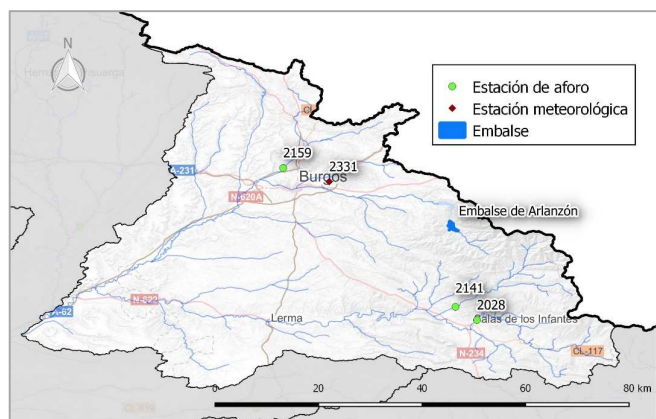 N
Estación de aforo
Estación meteorológica
Embalse
2159
2331
Burgos
A-231
N-620A
Embalse de Arlanzón
2141
2028
Salas de los Infantes
Lerma
N-622
A-62
N-234
CL-117
0 20 40 60 80 km